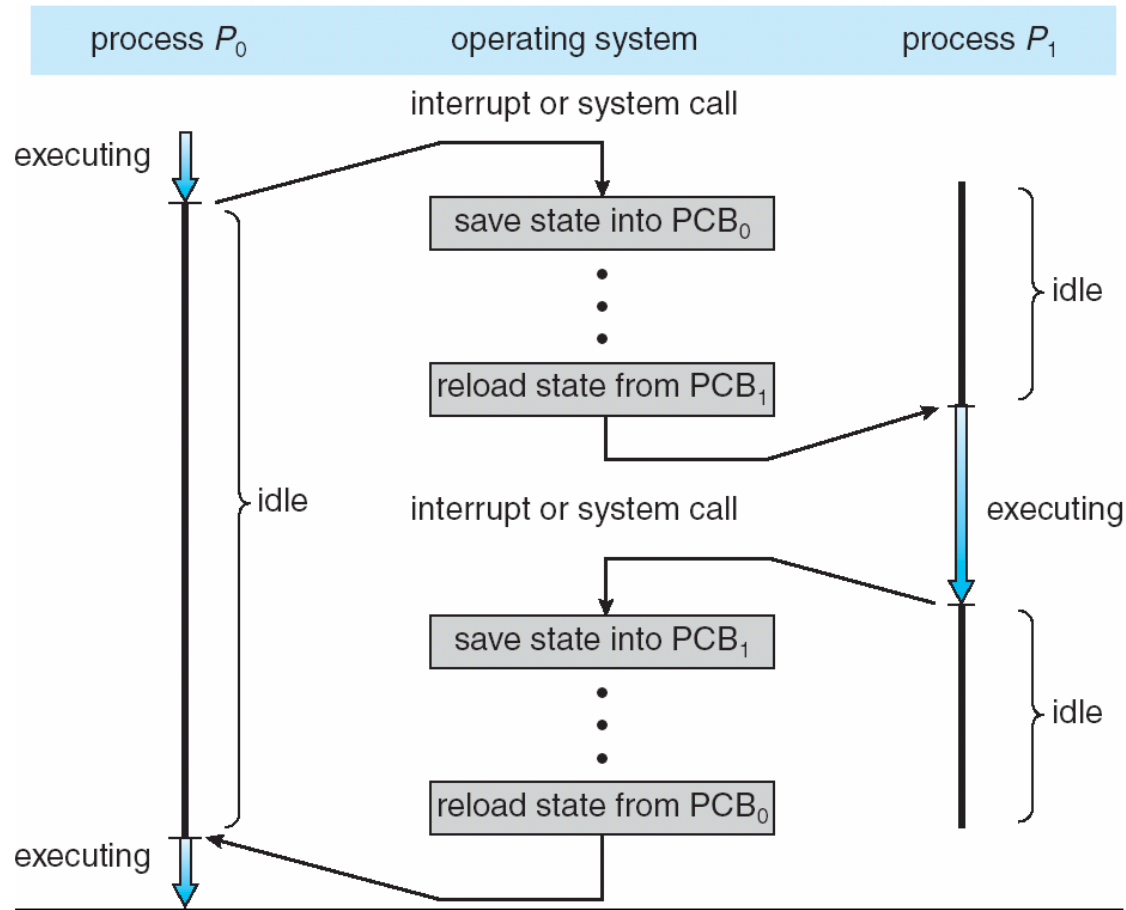 process P₀ operating system process P₁
interrupt or system call
executing
save state into PCB₀
idle
reload state from PCB₁
idle
interrupt or system call
executing
save state into PCB₁
idle
reload state from PCB₀
executing